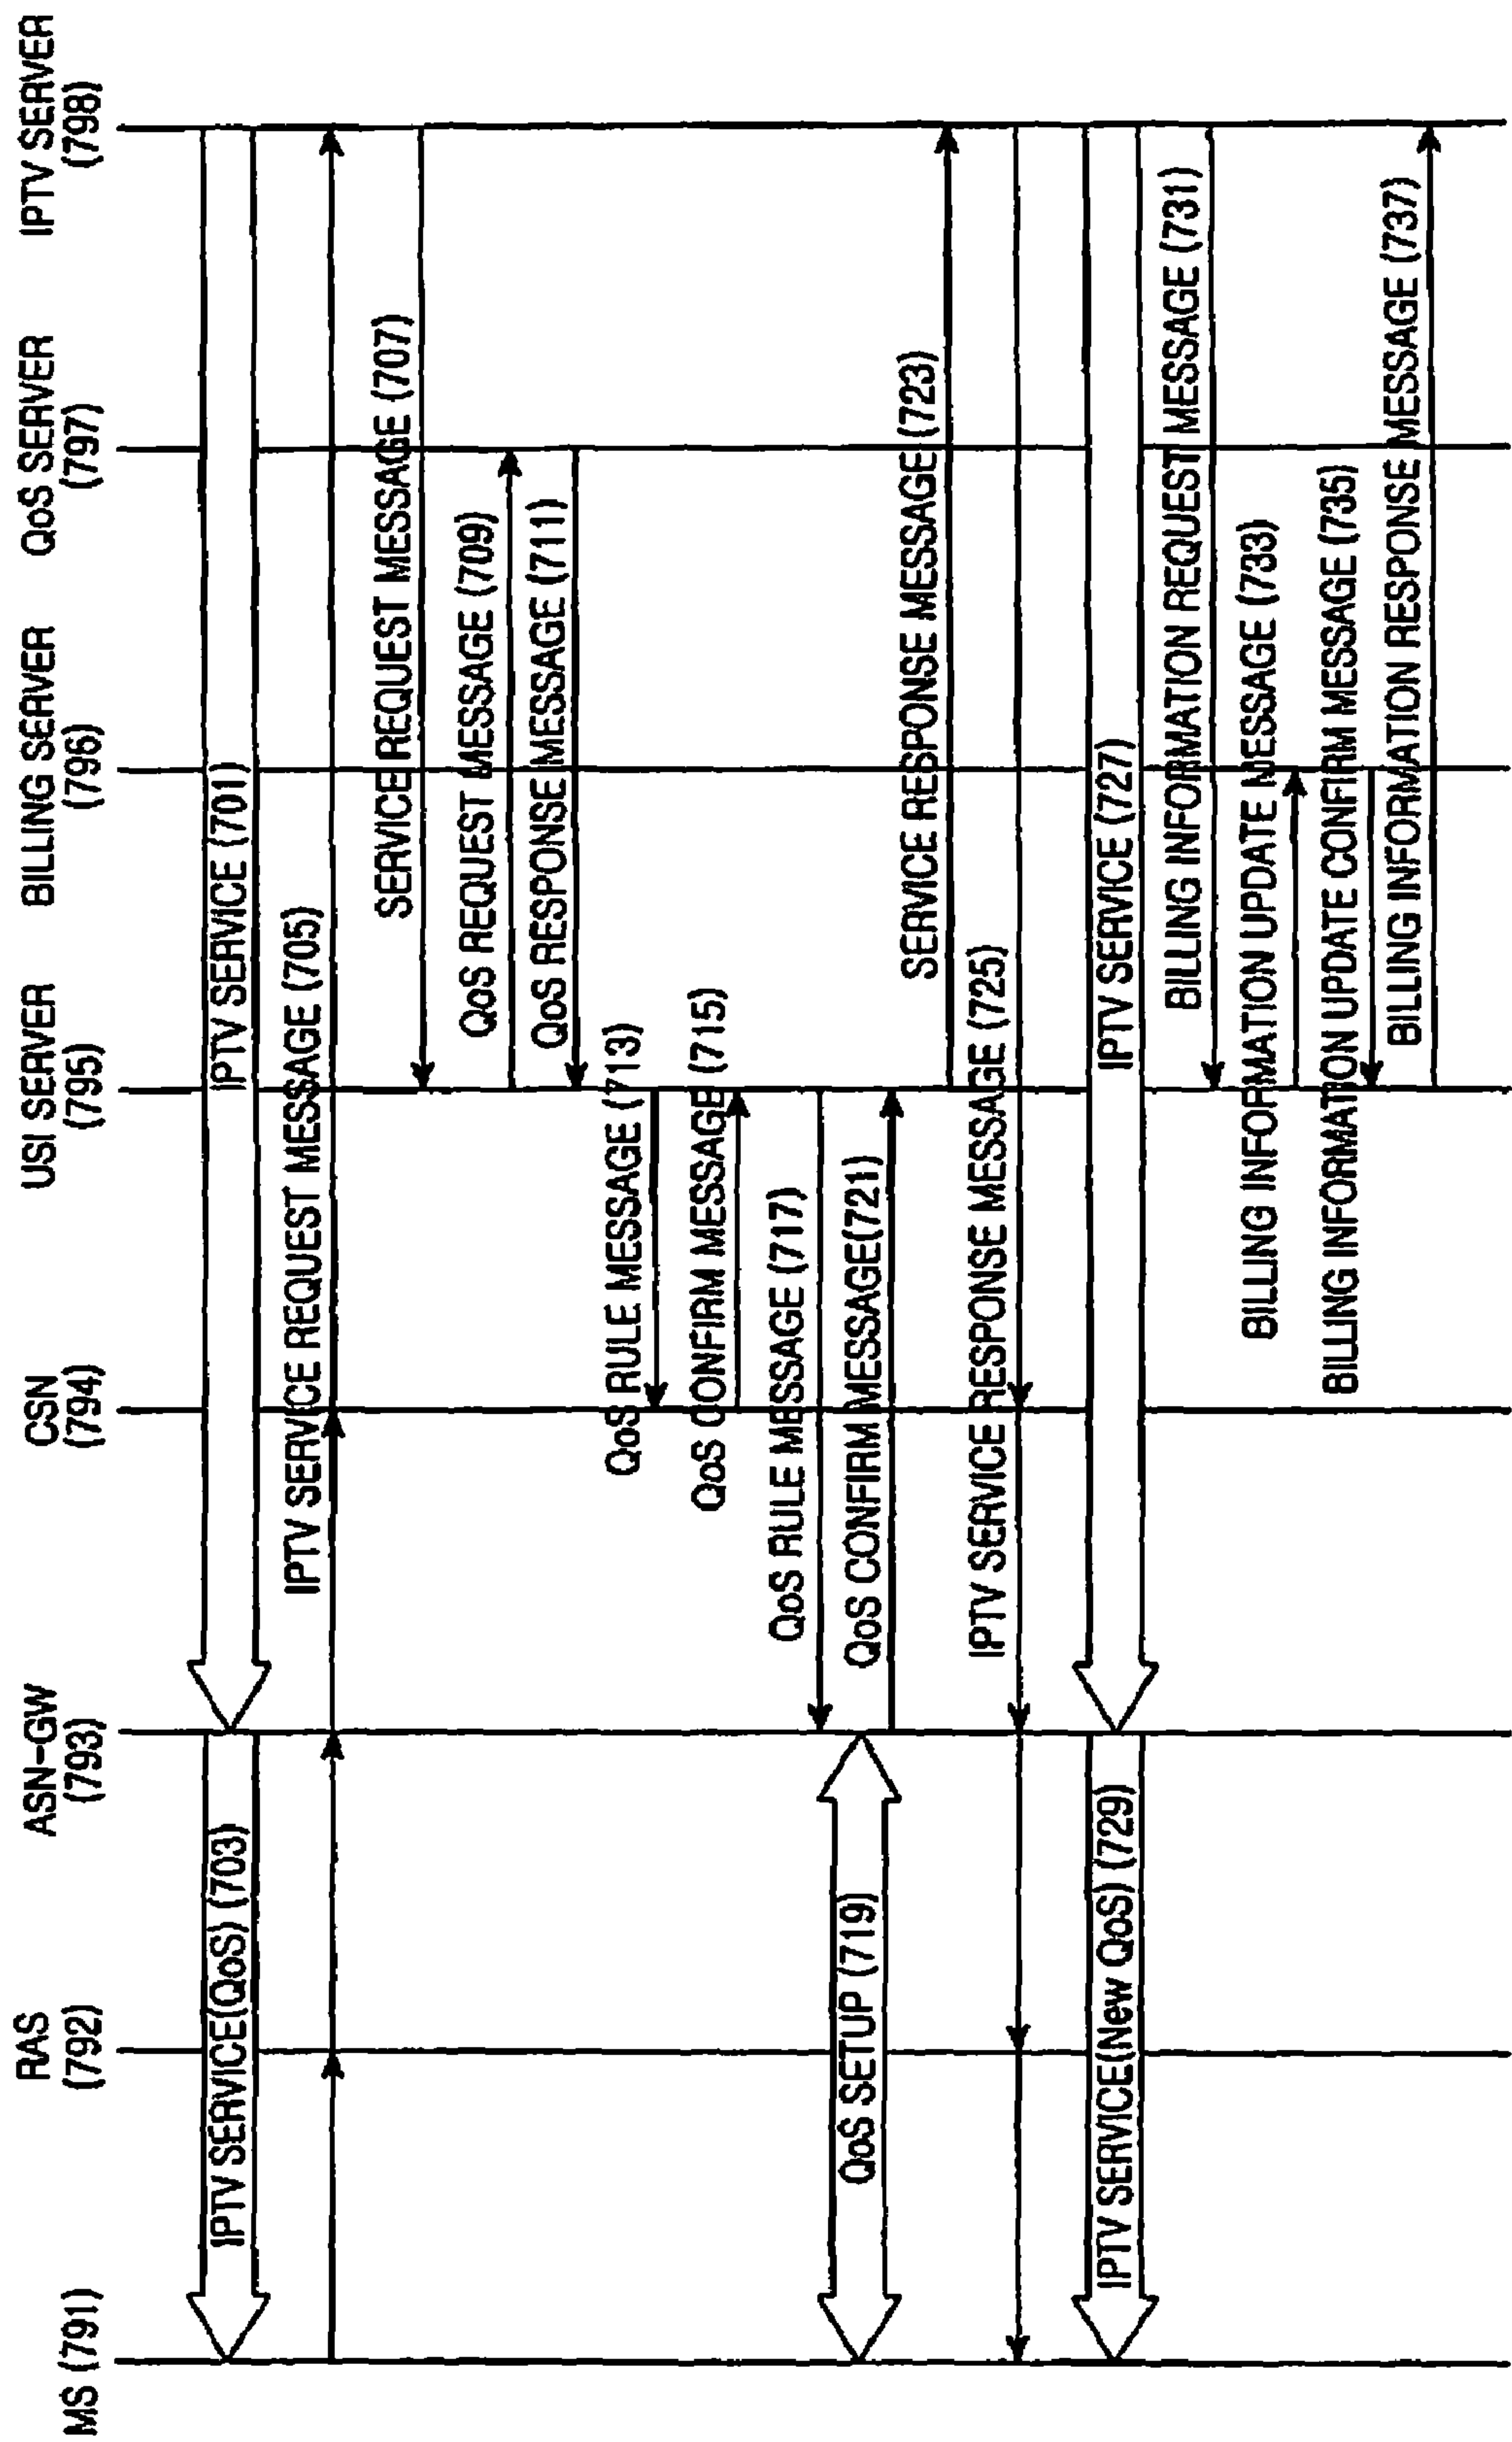 MS (791)
RAS
(792)
ASN-GW
(793)
CSN
(794)
USI SERVER
(795)
BILLING SERVER
(796)
QoS SERVER
(797)
IPTV SERVER
(798)
IPTV SERVICE (701)
IPTV SERVICE(QoS) (703)
IPTV SERVICE REQUEST MESSAGE (705)
SERVICE REQUEST MESSAGE (707)
QoS REQUEST MESSAGE (709)
QoS RESPONSE MESSAGE (711)
QoS RULE MESSAGE (713)
QoS CONFIRM MESSAGE (715)
QoS RULE MESSAGE (717)
QoS SETUP (719)
QoS CONFIRM MESSAGE(721)
SERVICE RESPONSE MESSAGE (723)
IPTV SERVICE RESPONSE MESSAGE (725)
IPTV SERVICE (727)
IPTV SERVICE(New QoS) (729)
BILLING INFORMATION REQUEST MESSAGE (731)
BILLING INFORMATION UPDATE MESSAGE (733)
BILLING INFORMATION UPDATE CONFIRM MESSAGE (735)
BILLING INFORMATION RESPONSE MESSAGE (737)